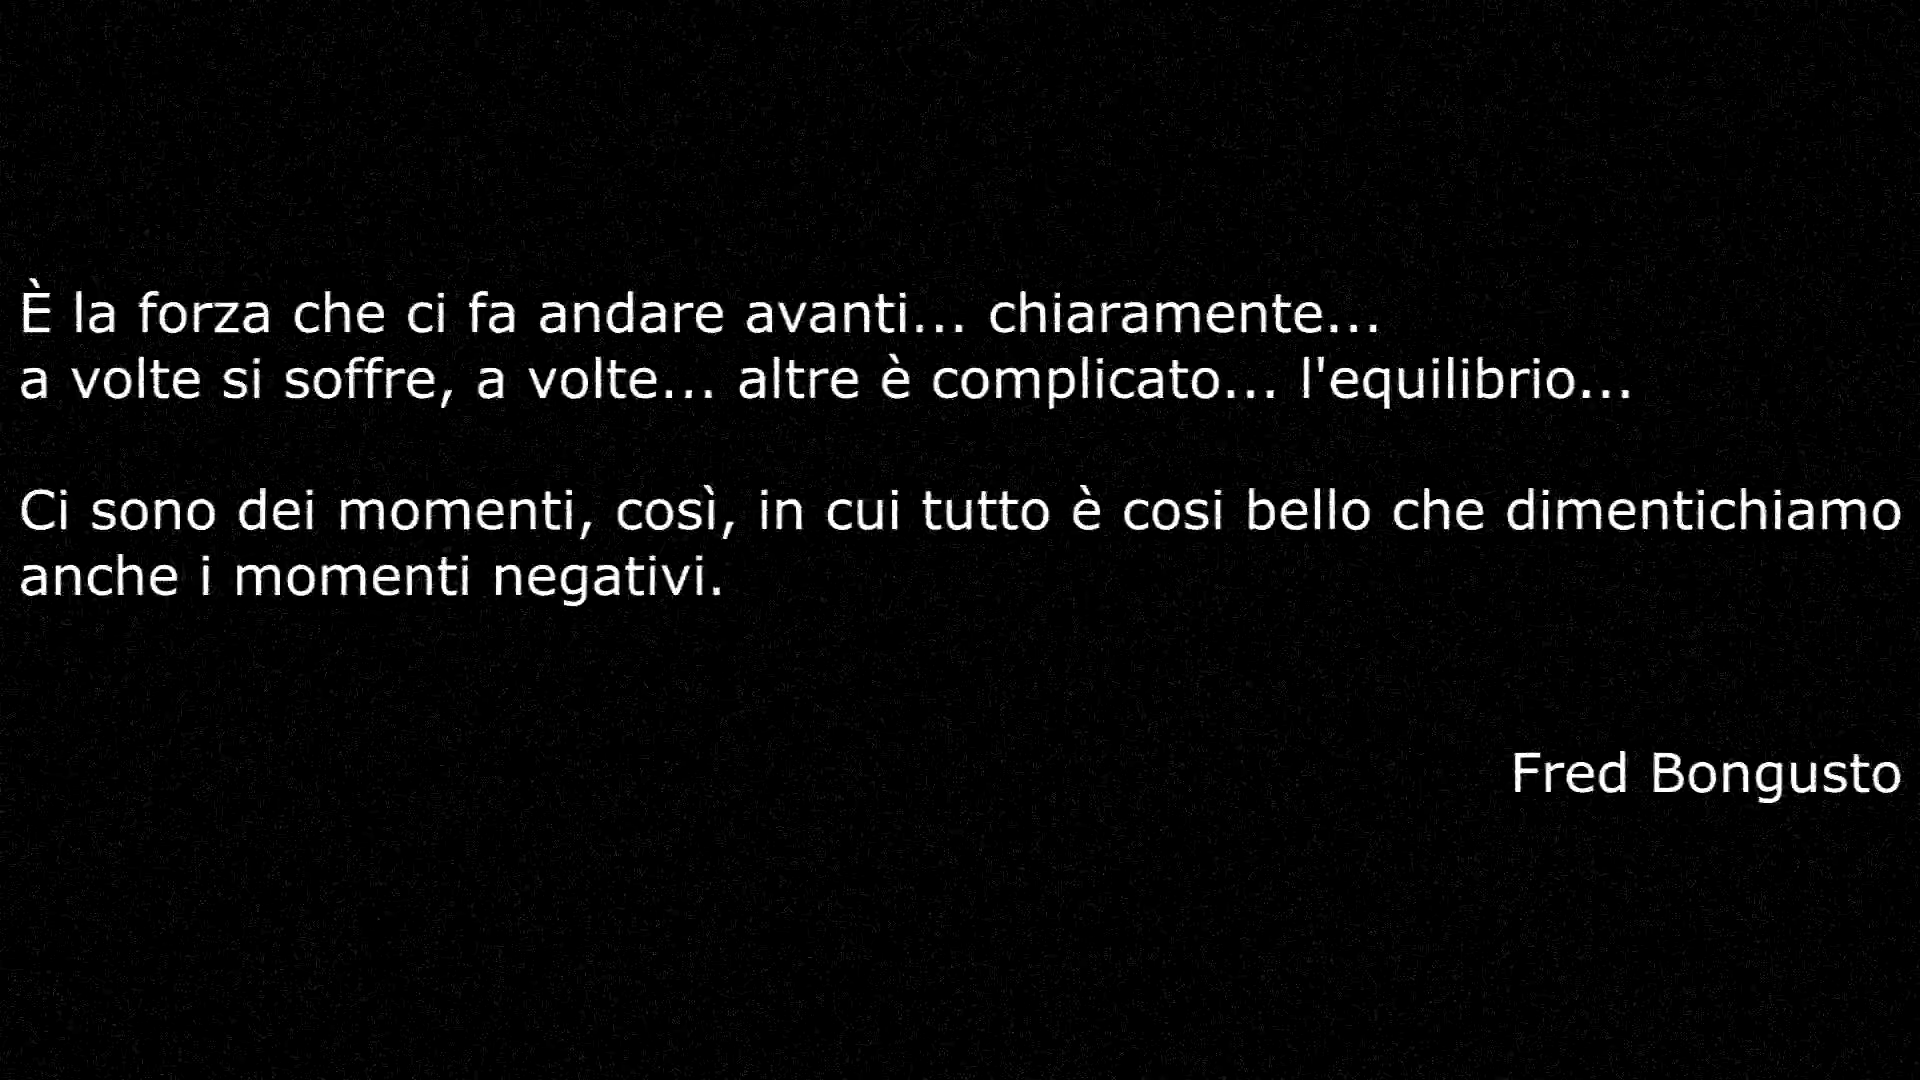 È la forza che ci fa andare avanti... chiaramente...
a volte si soffre, a volte... altre è complicato... l'equilibrio...
Ci sono dei momenti, così, in cui tutto è cosi bello che dimentichiamo
anche i momenti negativi.
Fred Bongusto